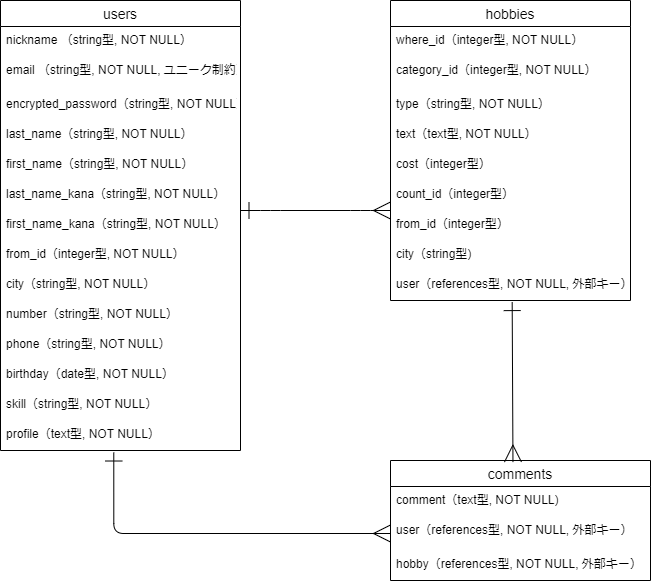 users
nickname （string型, NOT NULL）
email （string型, NOT NULL, ユニーク制約
encrypted_password（string型, NOT NULL
last_name（string型, NOT NULL）
first_name（string型, NOT NULL）
last_name_kana（string型, NOT NULL）
first_name_kana（string型, NOT NULL）
from_id（integer型, NOT NULL）
city（string型, NOT NULL）
number（string型, NOT NULL）
phone（string型, NOT NULL）
birthday（date型, NOT NULL）
skill（string型, NOT NULL）
profile（text型, NOT NULL）
hobbies
where_id（integer型, NOT NULL）
category_id（integer型, NOT NULL）
type（string型, NOT NULL）
text（text型, NOT NULL）
cost（integer型）
count_id（integer型）
from_id（integer型）
city（string型)
user（references型, NOT NULL, 外部キー）
comments
comment（text型, NOT NULL)
user（references型, NOT NULL, 外部キー）
hobby（references型, NOT NULL, 外部キー）